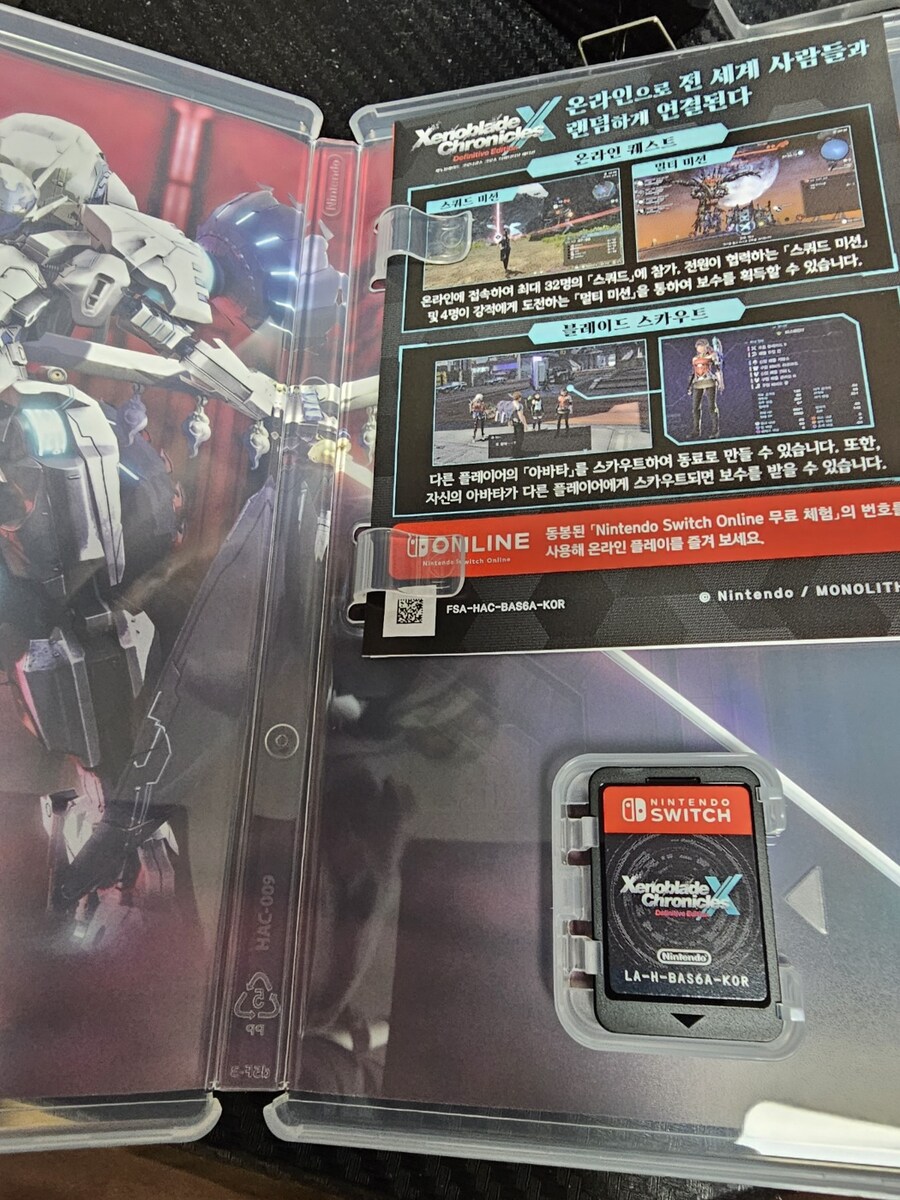 Xenoblade Chronicles X
Definitive Edition
온라인으로 전 세계 사람들과
랜덤하게 연결된다
온라인 퀘스트
스쿼드 미션
멀티 미션
온라인에 접속하여 최대 32명의 「스쿼드」에 참가, 전원이 협력하는 「스쿼드 미션」
및 4명이 강적에게 도전하는 「멀티 미션」을 통하여 보수를 획득할 수 있습니다.
블레이드 스카우트
다른 플레이어의 「아바타」를 스카우트하여 동료로 만들 수 있습니다. 또한,
자신의 아바타가 다른 플레이어에게 스카우트되면 보수를 받을 수 있습니다.
ONLINE
Nintendo Switch Online
동봉된 「Nintendo Switch Online 무료 체험」의 번호를
사용해 온라인 플레이를 즐겨 보세요.
FSA-HAC-BAS6A-KOR
© Nintendo / MONOLITH
Nintendo
HAC-009
5
PP
NINTENDO
SWITCH
Xenoblade Chronicles X
Definitive Edition
Nintendo
LA-H-BAS6A-KOR